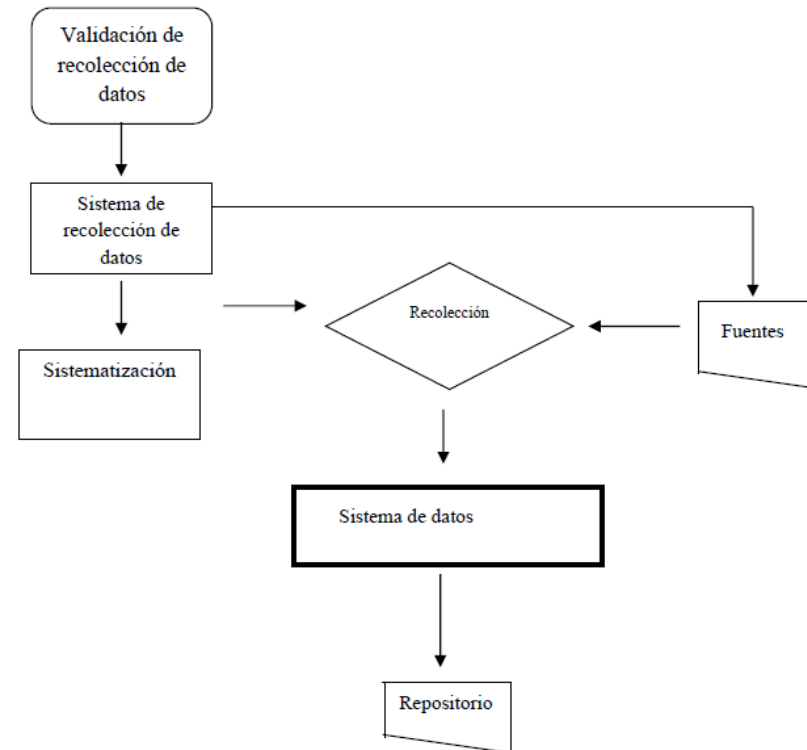 Validación de
recolección de
datos
Sistema de
recolección de
datos
Recolección
Fuentes
Sistematización
Sistema de datos
Repositorio